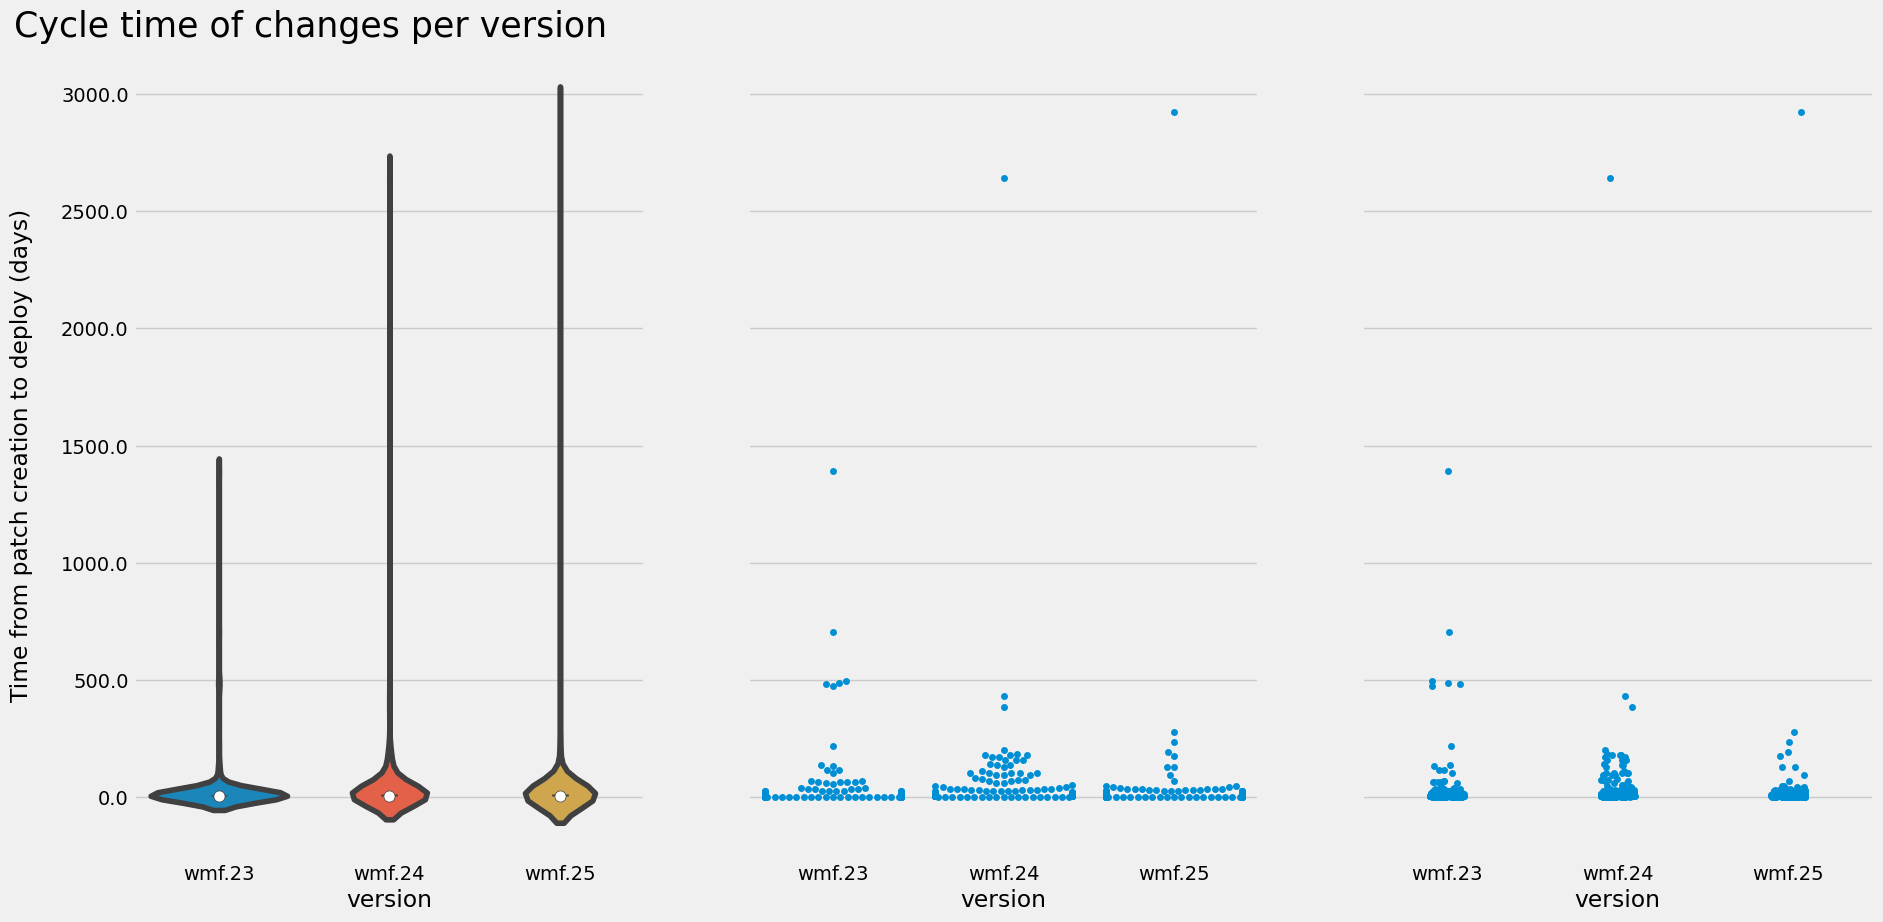 Cycle time of changes per version
Time from patch creation to deploy (days)
3000.0
2500.0
2000.0
1500.0
1000.0
500.0
0.0
wmf.23 wmf.24 wmf.25
version
wmf.23 wmf.24 wmf.25
version
wmf.23 wmf.24 wmf.25
version